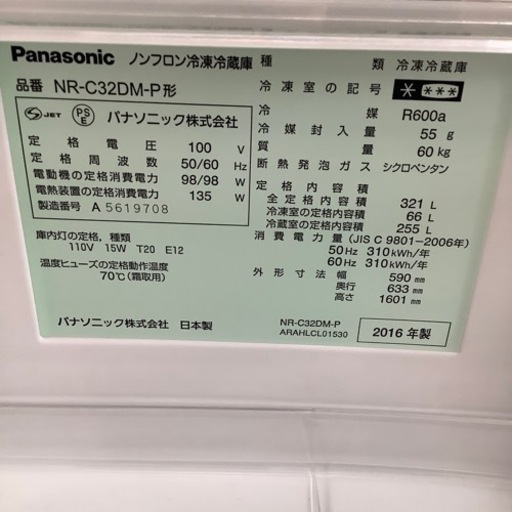 Panasonic ノンフロン冷凍冷蔵庫
品番 NR-C32DM-P形
JET PSE パナソニック株式会社
定格電圧 100 V
定格周波数 50/60 Hz
電動機の定格消費電力 98/98 W
電熱装置の定格消費電力 135 W
製造番号 A 5619708
庫内灯の定格，種類
110V 15W T20 E12
温度ヒューズの定格動作温度
70℃(霜取用)
パナソニック株式会社 日本製
種類 冷凍冷蔵庫
冷凍室の記号 * ***
冷媒 R600a
冷媒封入量 55 g
質量 60 kg
断熱発泡ガス シクロペンタン
定格内容積
全定格内容積 321 L
冷凍室の定格内容積 66 L
冷蔵室の定格内容積 255 L
消費電力量(JIS C 9801-2006年)
50Hz 310 kWh/年
60Hz 310 kWh/年
外形寸法 幅 590 mm
奥行 633 mm
高さ 1601 mm
NR-C32DM-P
ARAHLCL01530
2016 年製